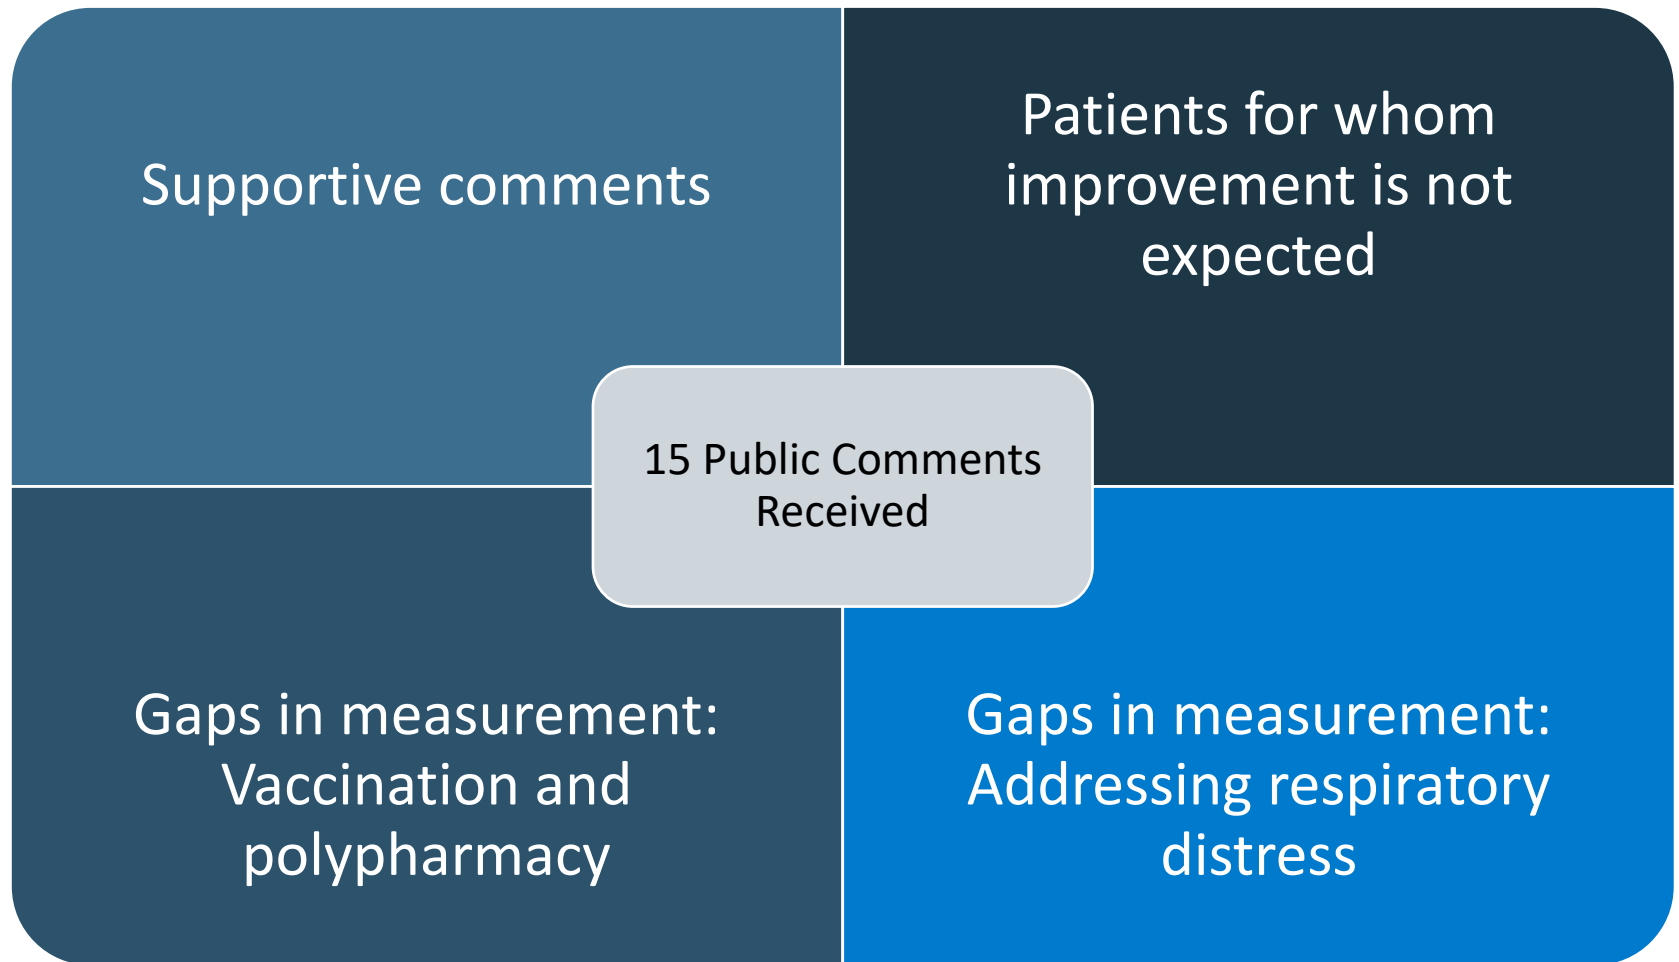 Supportive comments
Patients for whom
improvement is not
expected
15 Public Comments
Received
Gaps in measurement:
Vaccination and
polypharmacy
Gaps in measurement:
Addressing respiratory
distress